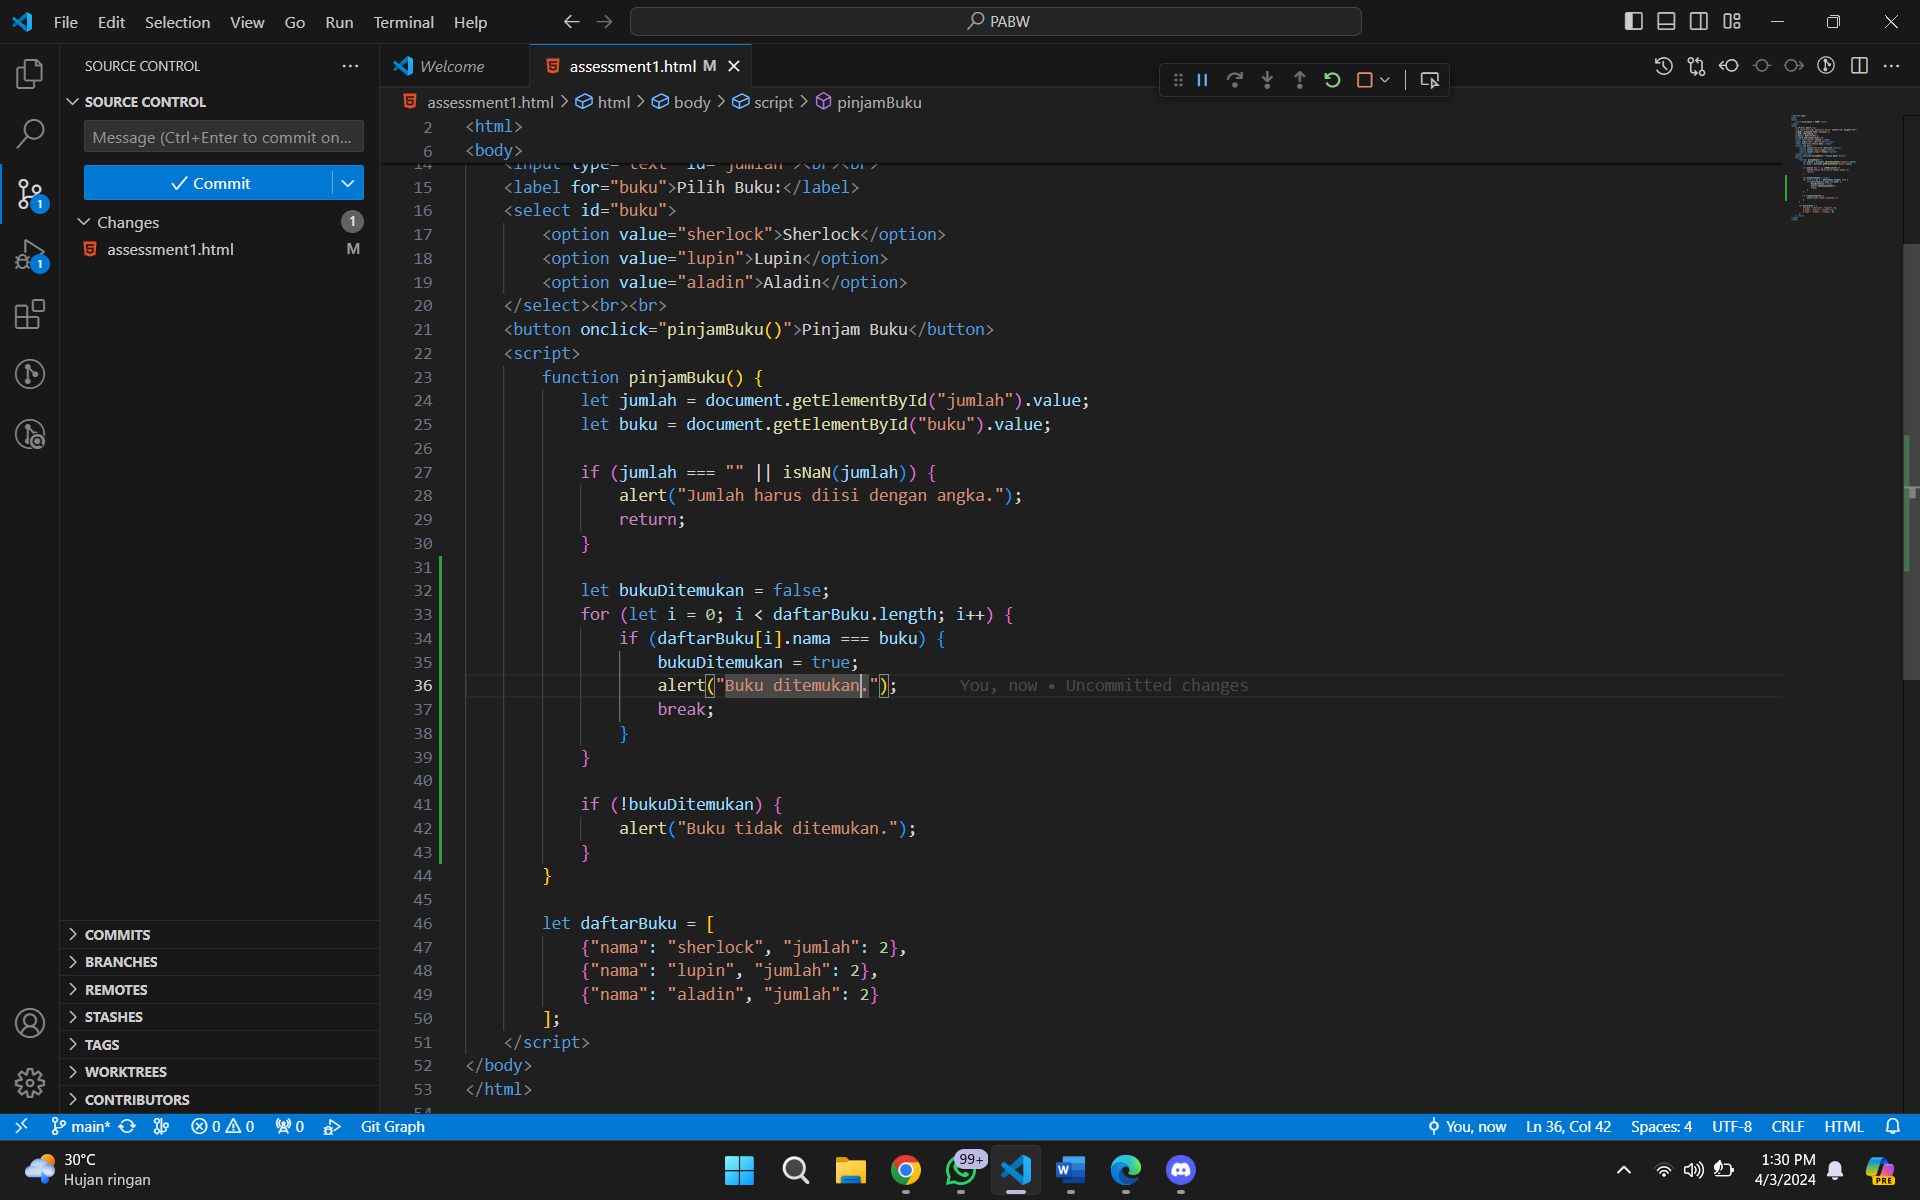 File Edit Selection View Go Run Terminal Help
PABW
SOURCE CONTROL
Welcome
assessment1.html M
SOURCE CONTROL
assessment1.html > html > body > script > pinjamBuku
Message (Ctrl+Enter to commit on...
Commit
1
1
Changes 1
assessment1.html M
2 <html>
6 <body>
15 <label for="buku">Pilih Buku:</label>
16 <select id="buku">
17 <option value="sherlock">Sherlock</option>
18 <option value="lupin">Lupin</option>
19 <option value="aladin">Aladin</option>
20 </select><br><br>
21 <button onclick="pinjamBuku()">Pinjam Buku</button>
22 <script>
23 function pinjamBuku() {
24 let jumlah = document.getElementById("jumlah").value;
25 let buku = document.getElementById("buku").value;
26
27 if (jumlah === "" || isNaN(jumlah)) {
28 alert("Jumlah harus diisi dengan angka.");
29 return;
30 }
31
32 let bukuDitemukan = false;
33 for (let i = 0; i < daftarBuku.length; i++) {
34 if (daftarBuku[i].nama === buku) {
35 bukuDitemukan = true;
36 alert("Buku ditemukan."); You, now • Uncommitted changes
37 break;
38 }
39 }
40
41 if (!bukuDitemukan) {
42 alert("Buku tidak ditemukan.");
43 }
44 }
45
46 let daftarBuku = [
47 {"nama": "sherlock", "jumlah": 2},
48 {"nama": "lupin", "jumlah": 2},
49 {"nama": "aladin", "jumlah": 2}
50 ];
51 </script>
52 </body>
53 </html>
COMMITS
BRANCHES
REMOTES
STASHES
TAGS
WORKTREES
CONTRIBUTORS
main* 0 0 0 Git Graph You, now Ln 36, Col 42 Spaces: 4 UTF-8 CRLF HTML
30°C
Hujan ringan
99+
W
1:30 PM
4/3/2024
PRE